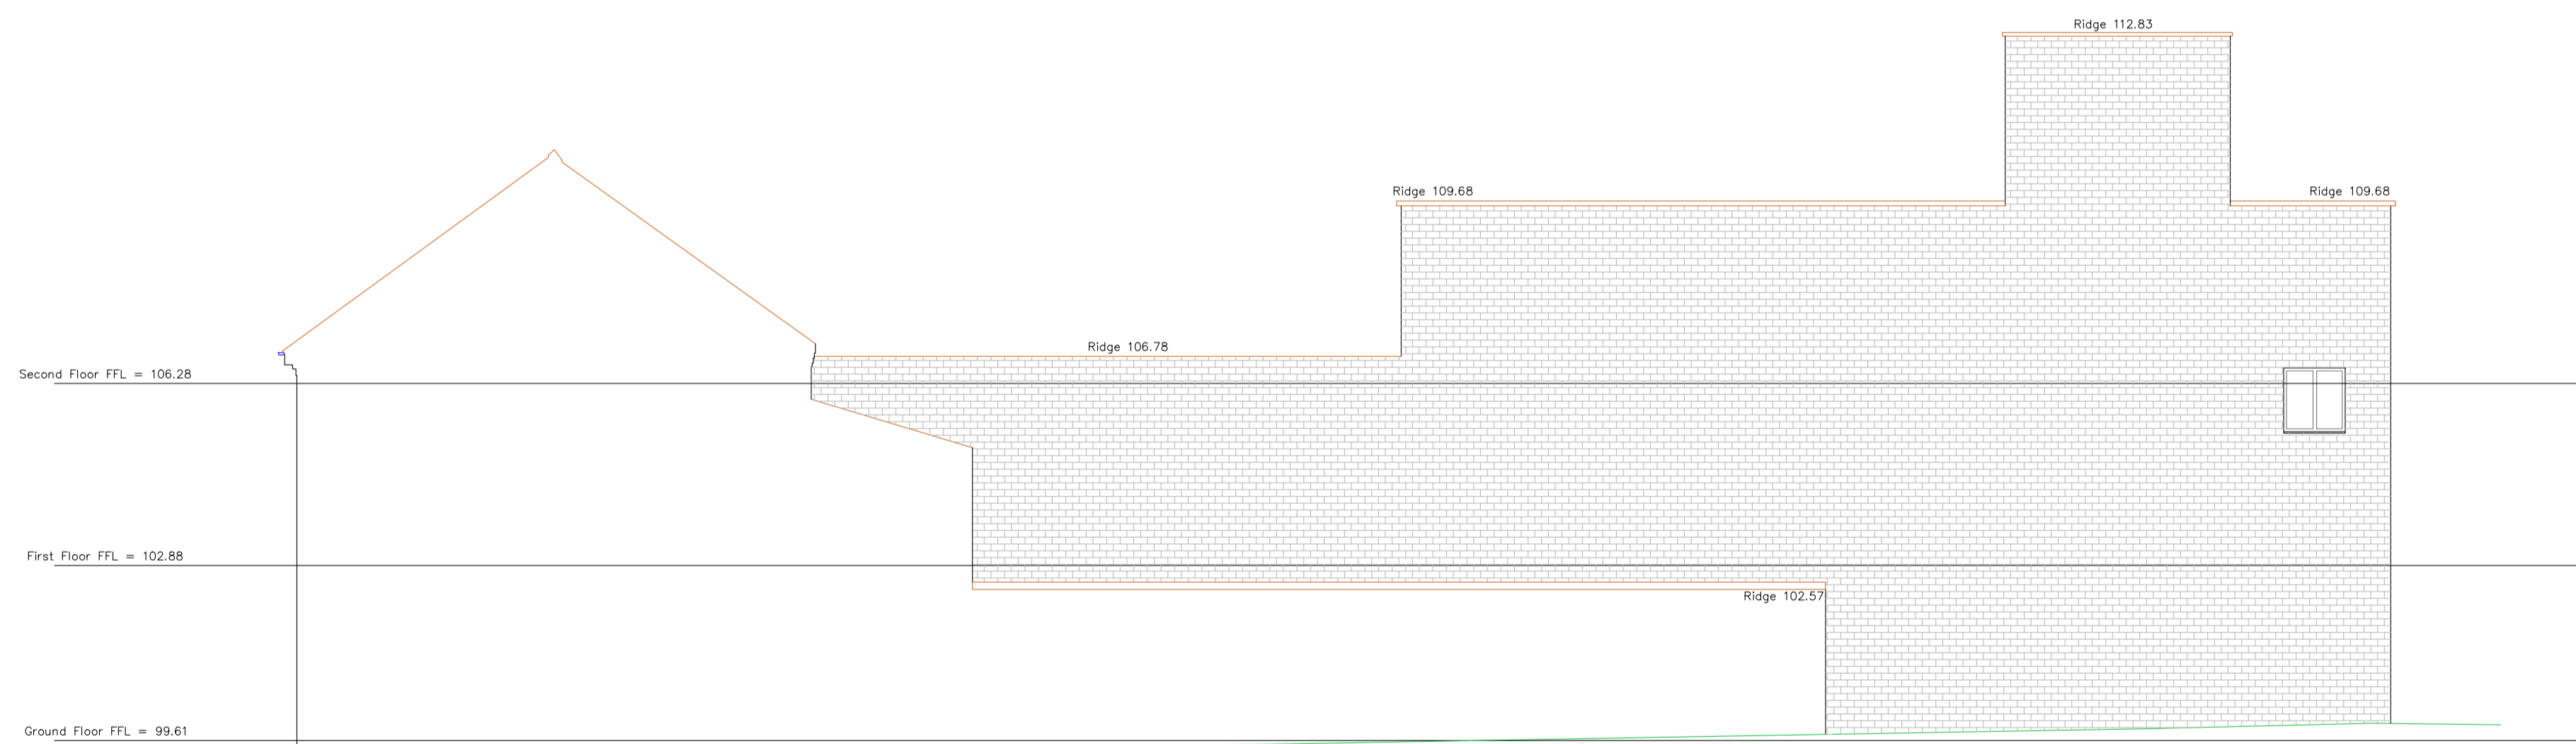 Ridge 112.83
Ridge 109.68
Ridge 109.68
Ridge 106.78
Second Floor FFL = 106.28
First Floor FFL = 102.88
Ridge 102.57
Ground Floor FFL = 99.61